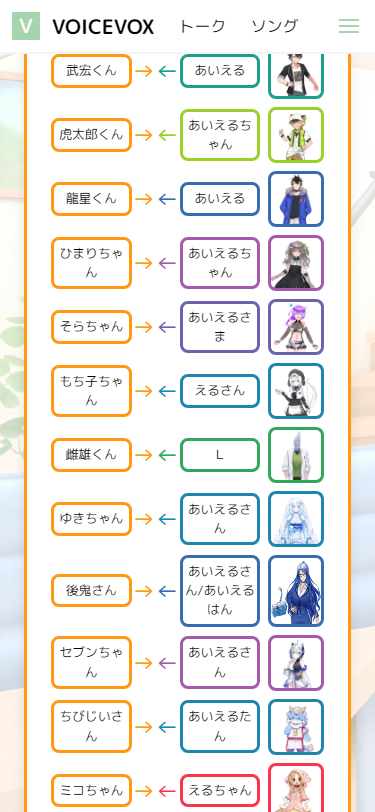 V VOICEVOX トーク ソング
武宏くん → ← あいえる
虎太郎くん → ← あいえるち
ゃん
龍星くん → ← あいえる
ひまりちゃ
ん → ← あいえるち
ゃん
そらちゃん → ← あいえるさ
ま
もち子ちゃ
ん → ← えるさん
雌雄くん → ← L
ゆきちゃん → ← あいえるさ
ん
後鬼さん → ← あいえるさ
ん/あいえる
はん
セブンちゃ
ん → ← あいえるさ
ん
ちびじいさ
ん → ← あいえるた
ん
ミコちゃん → ← えるちゃん